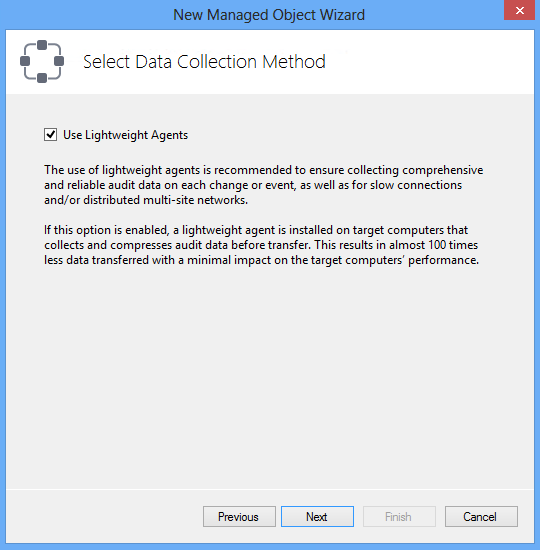 New Managed Object Wizard
Select Data Collection Method
Use Lightweight Agents
The use of lightweight agents is recommended to ensure collecting comprehensive
and reliable audit data on each change or event, as well as for slow connections
and/or distributed multi-site networks.
If this option is enabled, a lightweight agent is installed on target computers that
collects and compresses audit data before transfer. This results in almost 100 times
less data transferred with a minimal impact on the target computers' performance.
Previous Next Finish Cancel